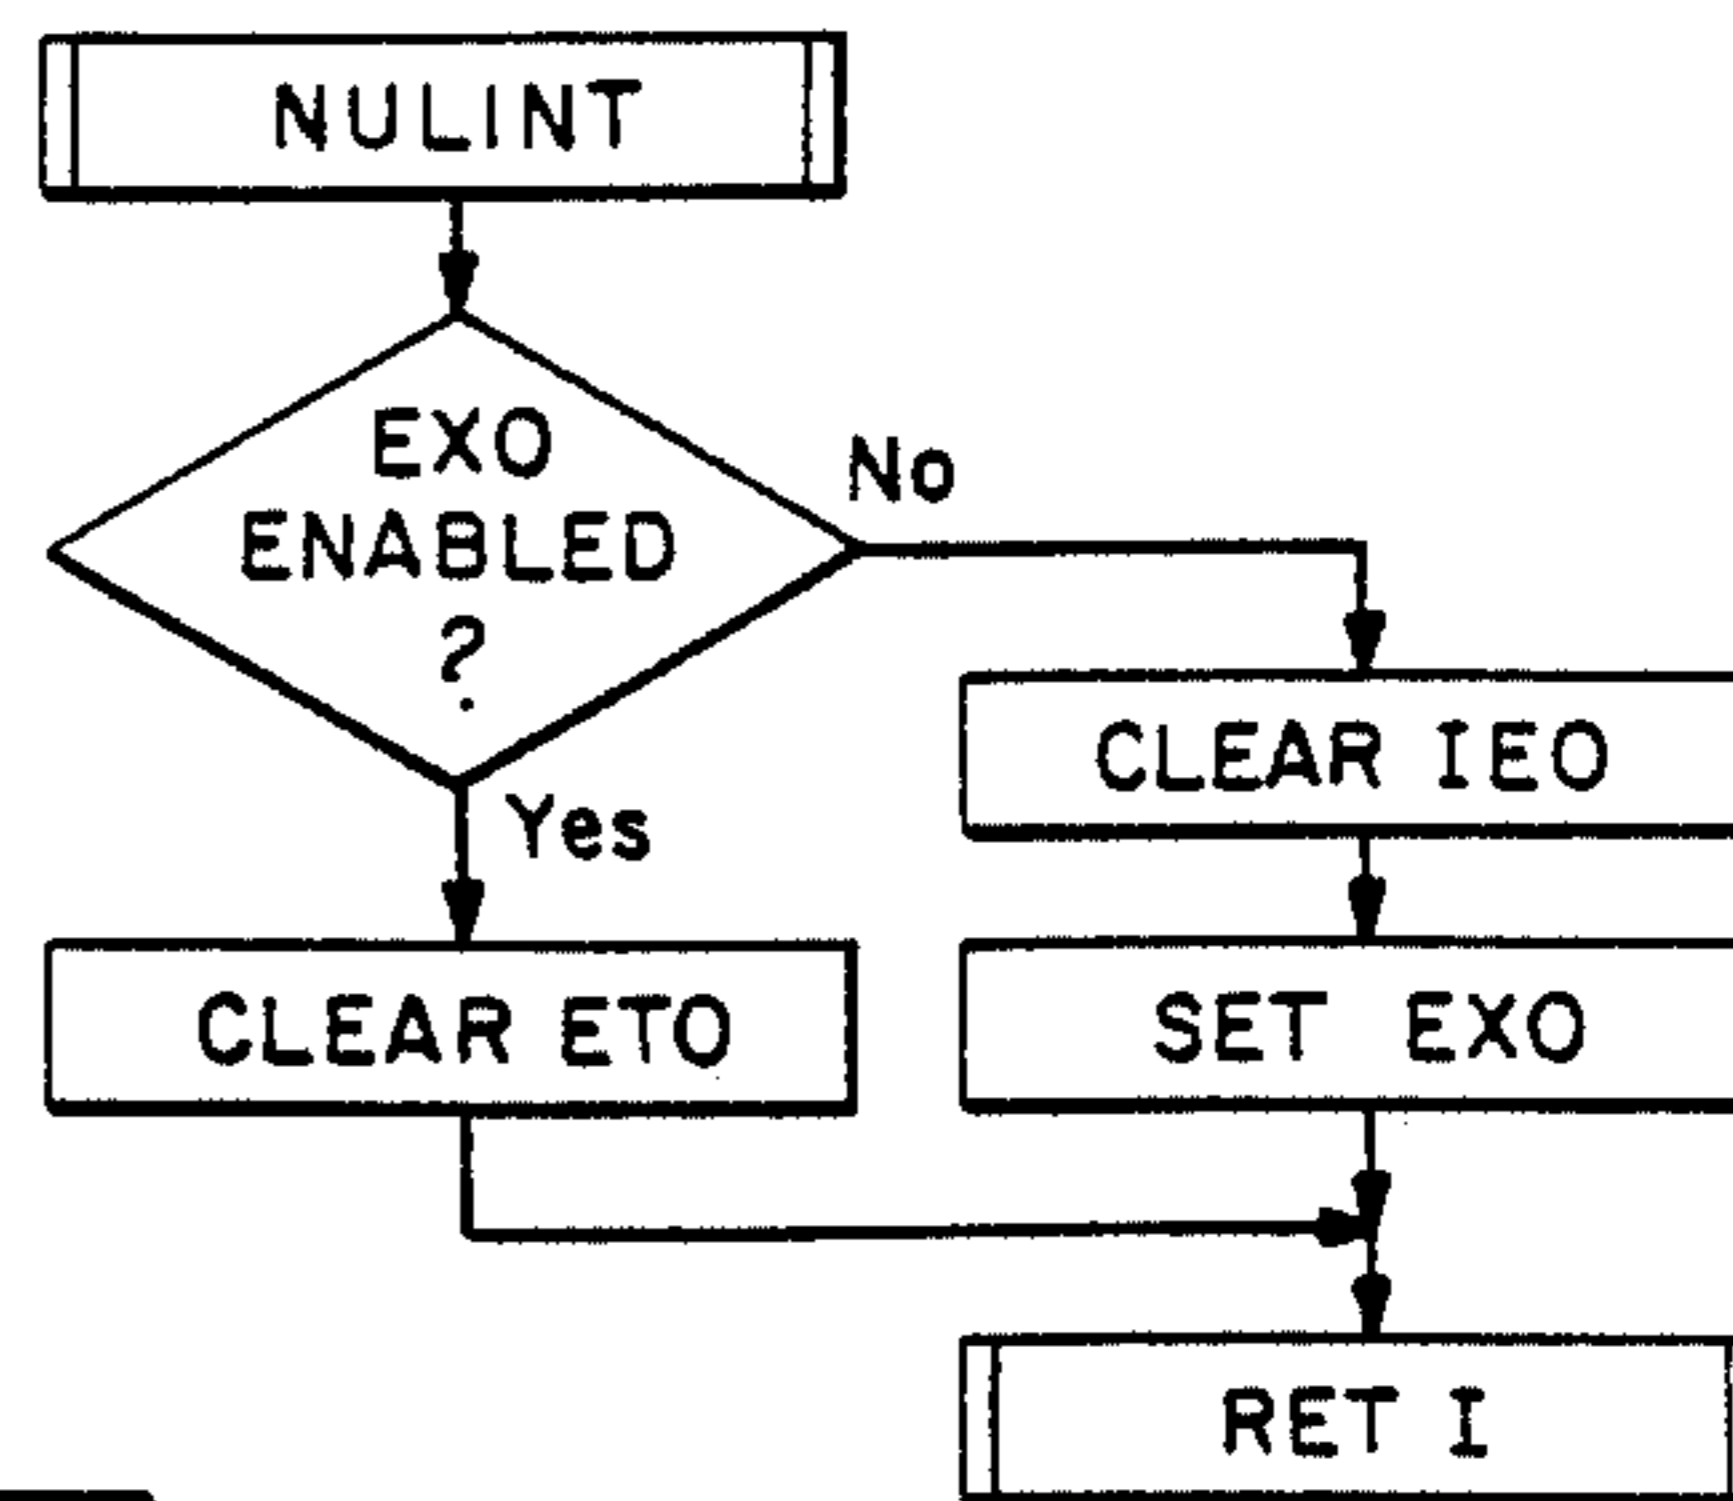 NULINT
EXO
ENABLED
?
No
Yes
CLEAR IEO
CLEAR ETO
SET EXO
RET I